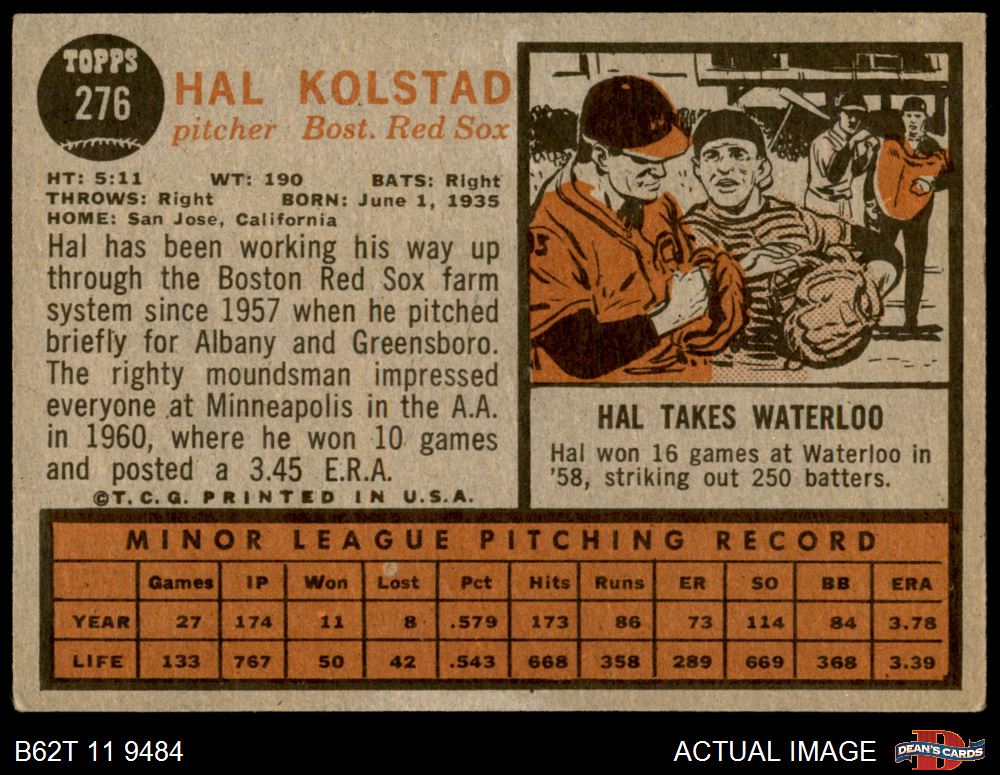 TOPPS
276
HAL KOLSTAD
pitcher Bost. Red Sox
HT: 5:11 WT: 190 BATS: Right
THROWS: Right BORN: June 1, 1935
HOME: San Jose, California
Hal has been working his way up
through the Boston Red Sox farm
system since 1957 when he pitched
briefly for Albany and Greensboro.
The righty moundsman impressed
everyone at Minneapolis in the A.A.
in 1960, where he won 10 games
and posted a 3.45 E.R.A.
©T.C.G. PRINTED IN U.S.A.
HAL TAKES WATERLOO
Hal won 16 games at Waterloo in
'58, striking out 250 batters.
MINOR LEAGUE PITCHING RECORD
Games IP Won Lost Pct Hits Runs ER SO BB ERA
YEAR 27 174 11 8 .579 173 86 73 114 84 3.78
LIFE 133 767 50 42 .543 668 358 289 669 368 3.39
B62T 11 9484
ACTUAL IMAGE
DEAN'S CARDS